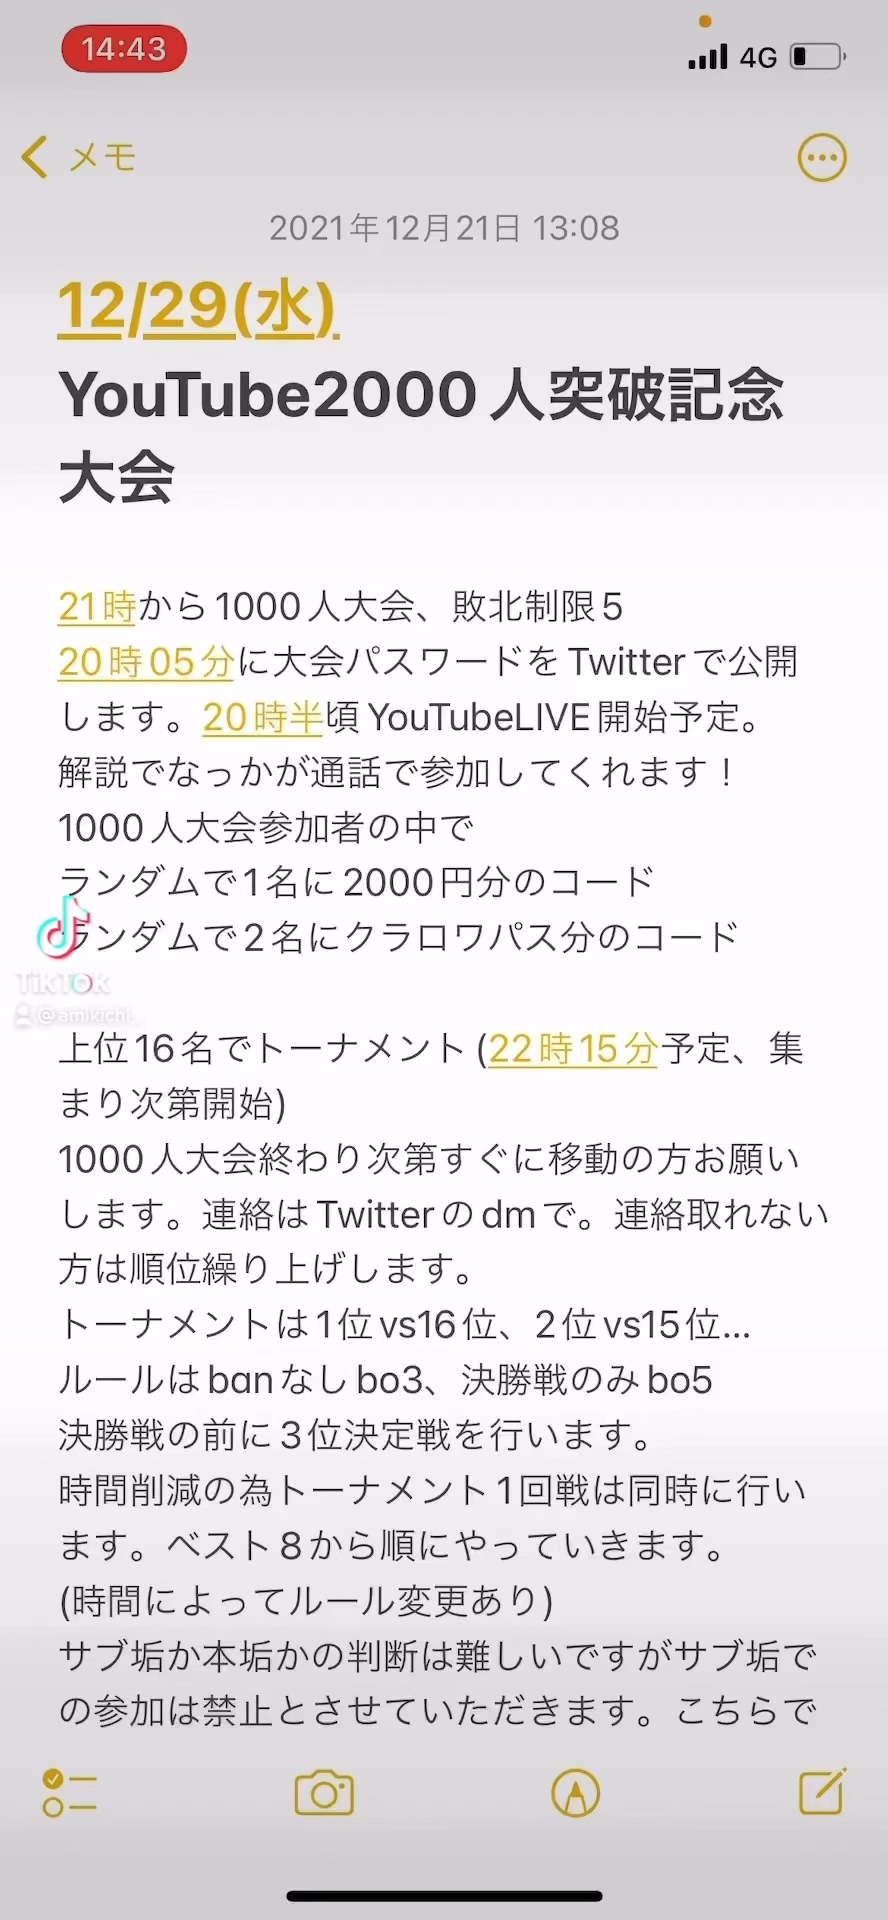 14:43
4G
メモ
2021年12月21日 13:08
12/29(水)
YouTube2000人突破記念
大会
21時から1000人大会、敗北制限5
20時05分に大会パスワードをTwitterで公開
します。20時半頃YouTubeLIVE開始予定。
解説でなっかが通話で参加してくれます！
1000人大会参加者の中で
ランダムで1名に2000円分のコード
ランダムで2名にクラロワパス分のコード
TikTok
@amikichi...
上位16名でトーナメント(22時15分予定、集
まり次第開始)
1000人大会終わり次第すぐに移動の方お願い
します。連絡はTwitterのdmで。連絡取れない
方は順位繰り上げします。
トーナメントは1位vs16位、2位vs15位...
ルールはbanなしbo3、決勝戦のみbo5
決勝戦の前に3位決定戦を行います。
時間削減の為トーナメント1回戦は同時に行い
ます。ベスト8から順にやっていきます。
(時間によってルール変更あり)
サブ垢か本垢かの判断は難しいですがサブ垢で
の参加は禁止とさせていただきます。こちらで